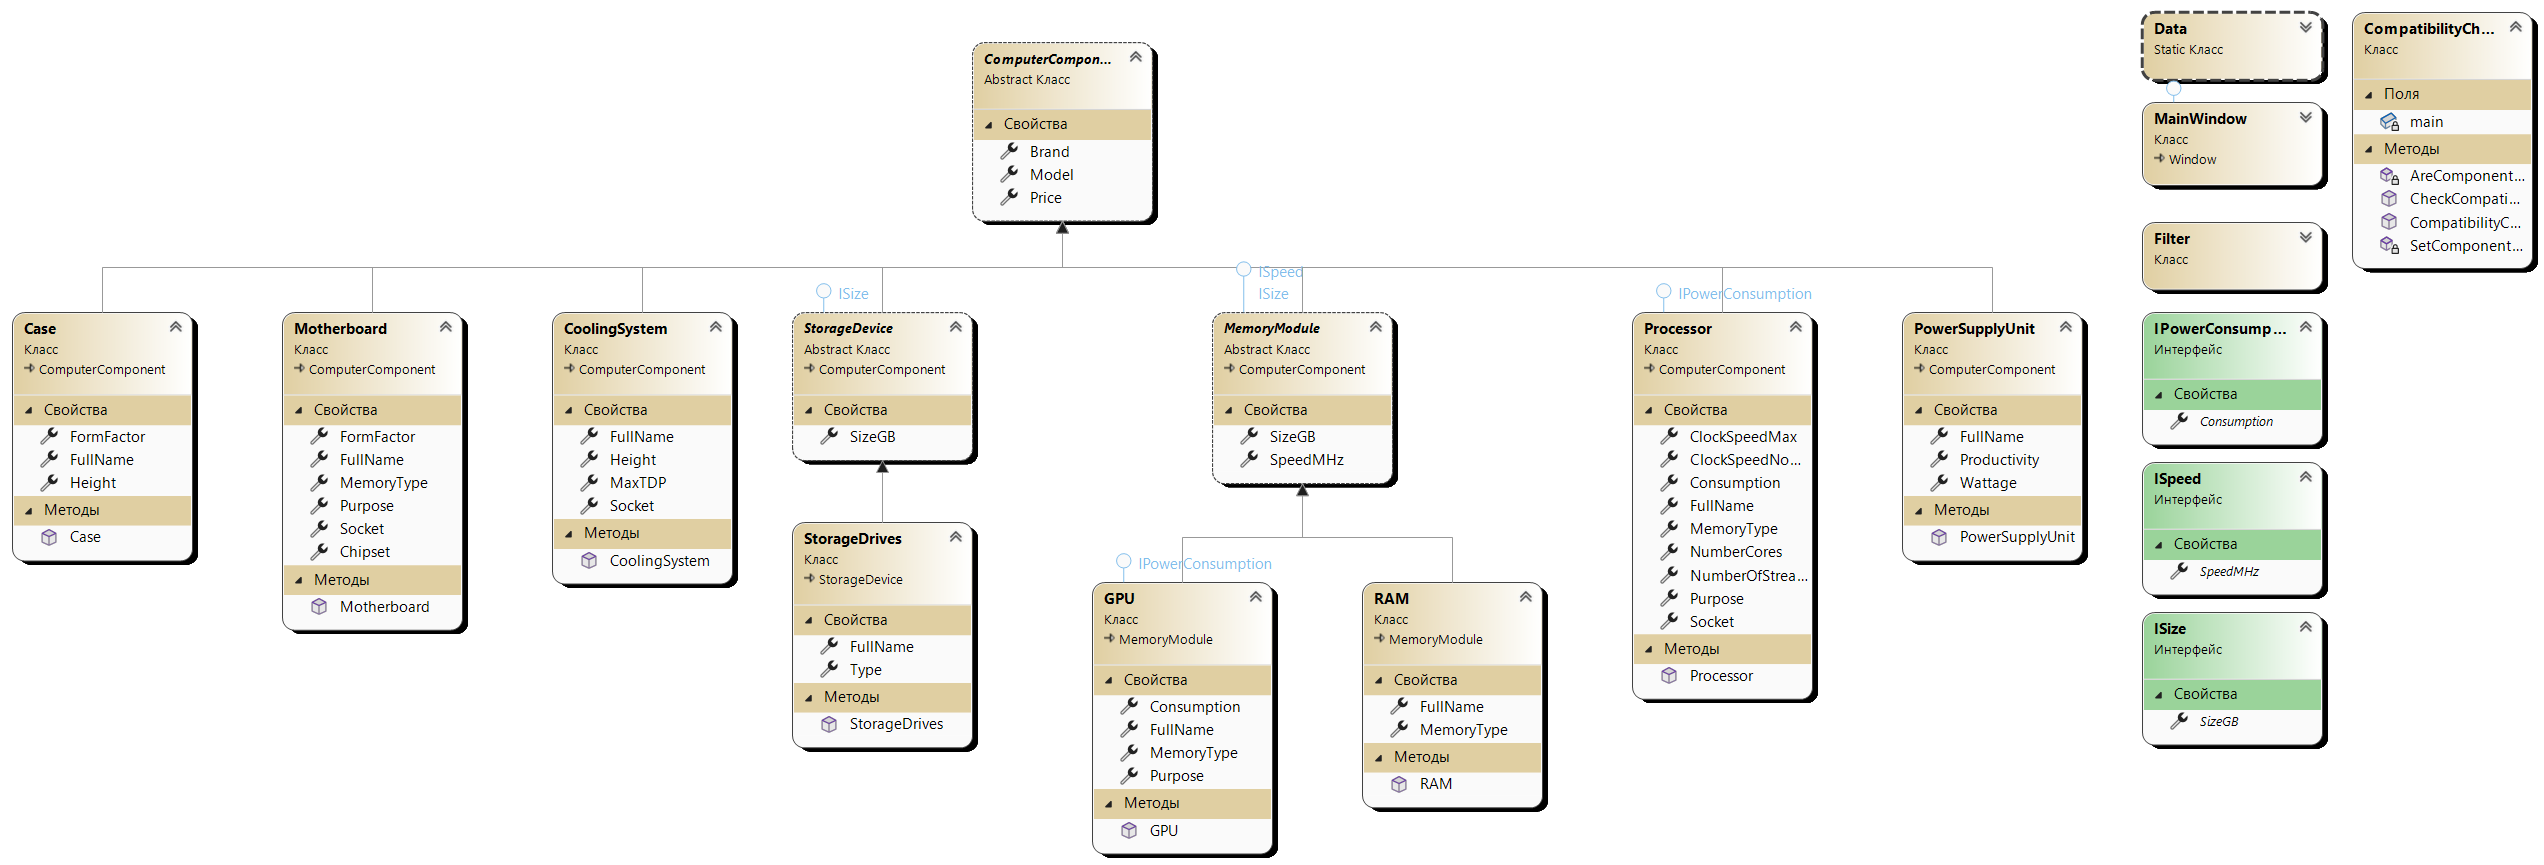 ComputerCompon...
Abstract Класс
Свойства
Brand
Model
Price
Case
Класс
ComputerComponent
Свойства
FormFactor
FullName
Height
Методы
Case
Motherboard
Класс
ComputerComponent
Свойства
FormFactor
FullName
MemoryType
Purpose
Socket
Chipset
Методы
Motherboard
CoolingSystem
Класс
ComputerComponent
Свойства
FullName
Height
MaxTDP
Socket
Методы
CoolingSystem
ISize
StorageDevice
Abstract Класс
ComputerComponent
Свойства
SizeGB
StorageDrives
Класс
StorageDevice
Свойства
FullName
Type
Методы
StorageDrives
ISpeed
ISize
MemoryModule
Abstract Класс
ComputerComponent
Свойства
SizeGB
SpeedMHz
IPowerConsumption
GPU
Класс
MemoryModule
Свойства
Consumption
FullName
MemoryType
Purpose
Методы
GPU
RAM
Класс
MemoryModule
Свойства
FullName
MemoryType
Методы
RAM
IPowerConsumption
Processor
Класс
ComputerComponent
Свойства
ClockSpeedMax
ClockSpeedNo...
Consumption
FullName
MemoryType
NumberCores
NumberOfStrea...
Purpose
Socket
Методы
Processor
PowerSupplyUnit
Класс
ComputerComponent
Свойства
FullName
Productivity
Wattage
Методы
PowerSupplyUnit
Data
Static Класс
MainWindow
Класс
Window
Filter
Класс
IPowerConsump...
Интерфейс
Свойства
Consumption
ISpeed
Интерфейс
Свойства
SpeedMHz
ISize
Интерфейс
Свойства
SizeGB
CompatibilityCh...
Класс
Поля
main
Методы
AreComponent...
CheckCompati...
CompatibilityC...
SetComponent...